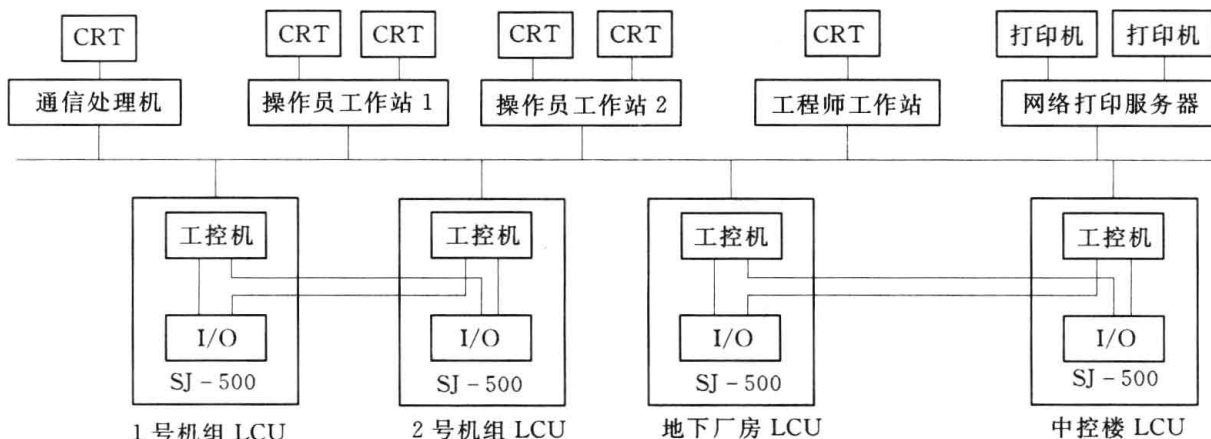 CRT CRT CRT CRT CRT CRT 打印机 打印机
通信处理机 操作员工作站 1 操作员工作站 2 工程师工作站 网络打印服务器
工控机 工控机 工控机 工控机
I/O I/O I/O I/O
SJ-500 SJ-500 SJ-500 SJ-500
1 号机组 LCU 2 号机组 LCU 地下厂房 LCU 中控楼 LCU